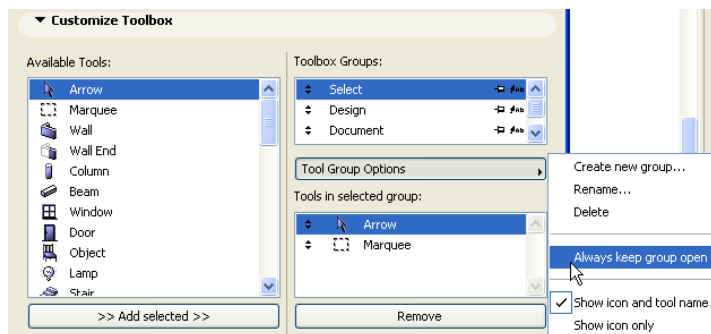 Customize Toolbox
Available Tools:
Arrow
Marquee
Wall
Wall End
Column
Beam
Window
Door
Object
Lamp
Stair
>> Add selected >>
Toolbox Groups:
Select
Design
Document
Tool Group Options
Tools in selected group:
Arrow
Marquee
Remove
Create new group...
Rename...
Delete
Always keep group open
Show icon and tool name
Show icon only